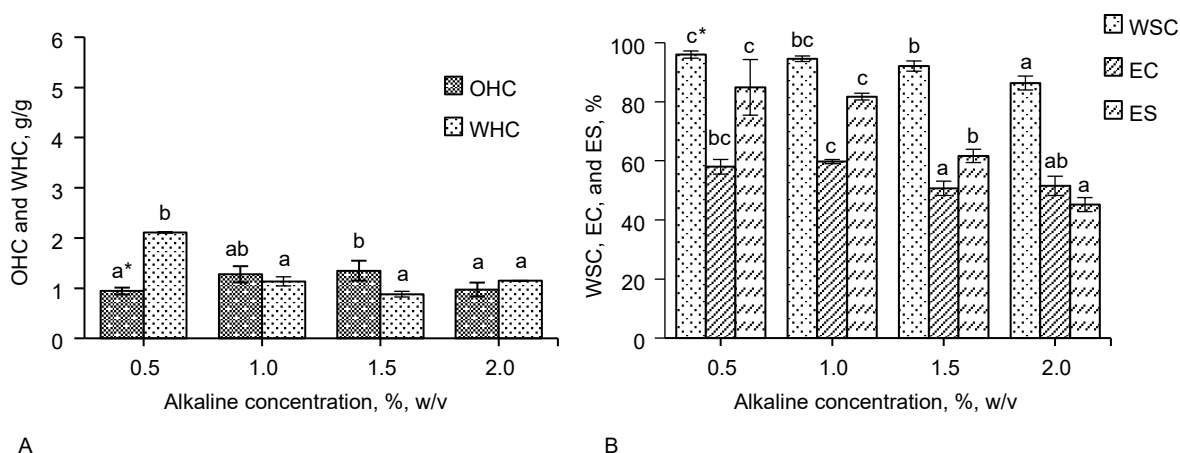 OHC and WHC, g/g
6
5
4
3
2
1
0
OHC
WHC
a*
b
ab
a
b
a
a
a
0.5 1.0 1.5 2.0
Alkaline concentration, %, w/v
A
WSC, EC, and ES, %
100
80
60
40
20
0
WSC
EC
ES
c*
bc
c
bc
c
c
b
a
b
a
ab
a
0.5 1.0 1.5 2.0
Alkaline concentration, %, w/v
B